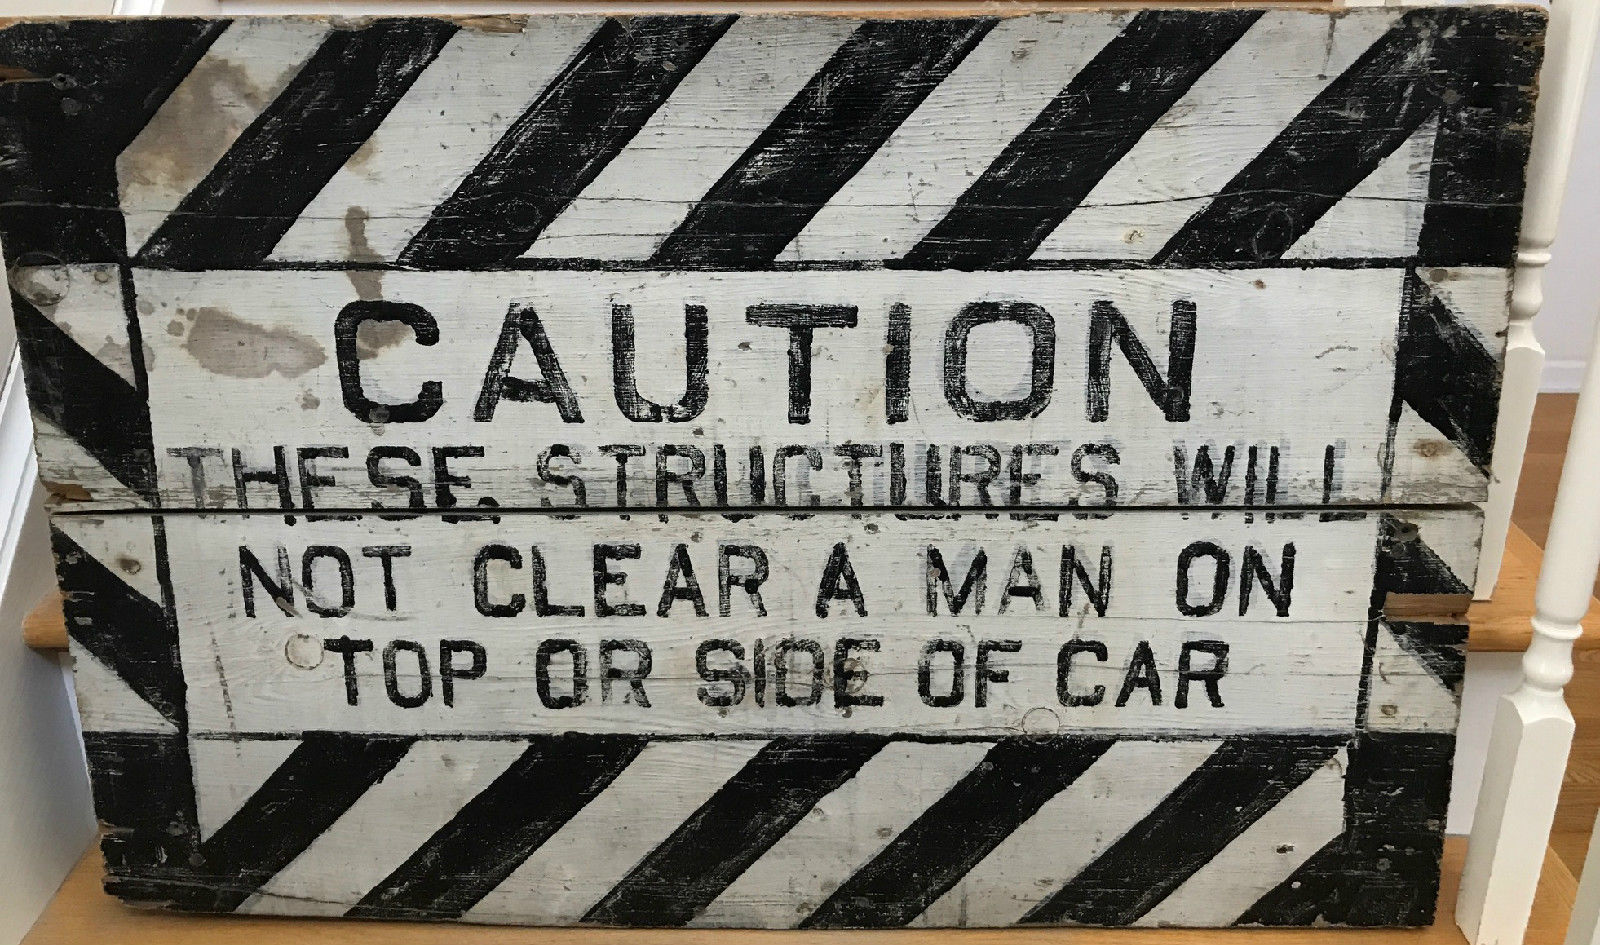 CAUTION
THESE STRUCTURES WILL
NOT CLEAR A MAN ON
TOP OR SIDE OF CAR